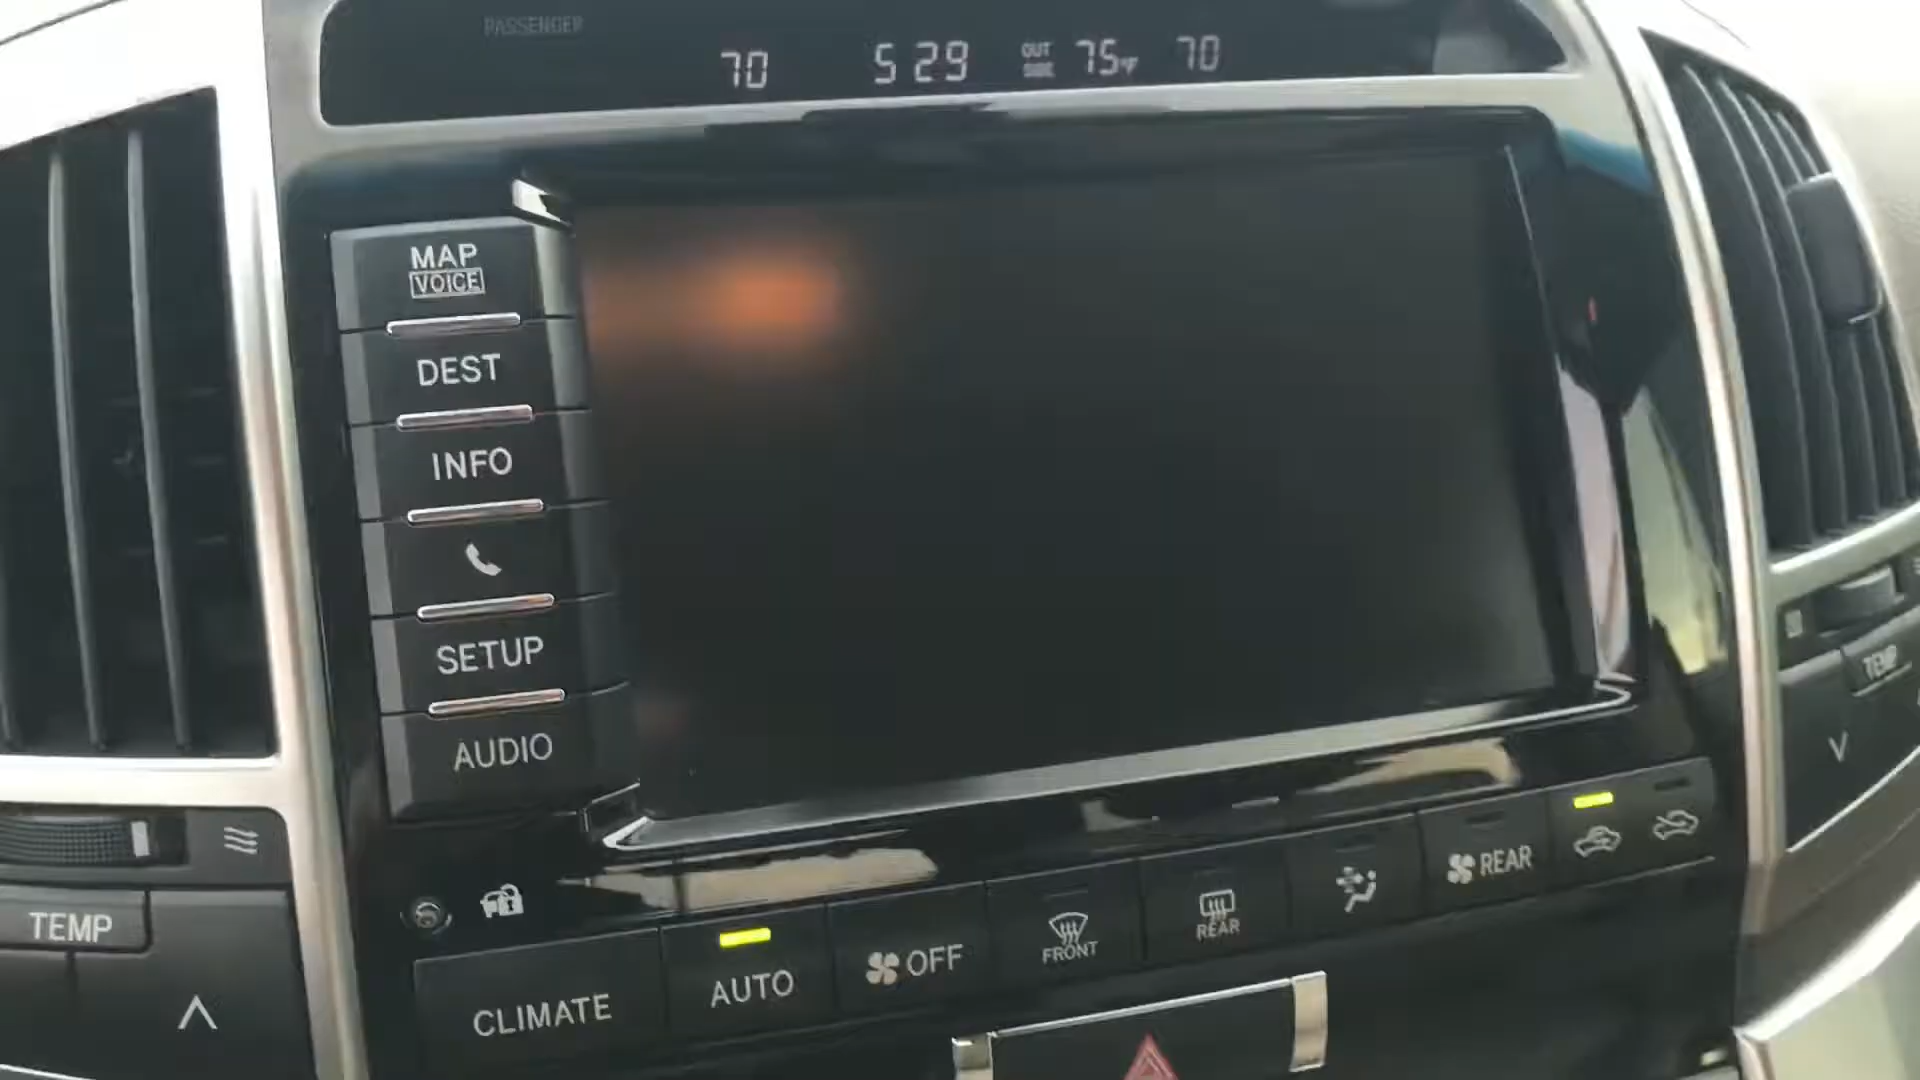 PASSENGER
70 5 29 OUT SIDE 75°F 70
MAP
VOICE
DEST
INFO
SETUP
AUDIO
TEMP
TEMP
REAR
REAR
FRONT
OFF
AUTO
CLIMATE